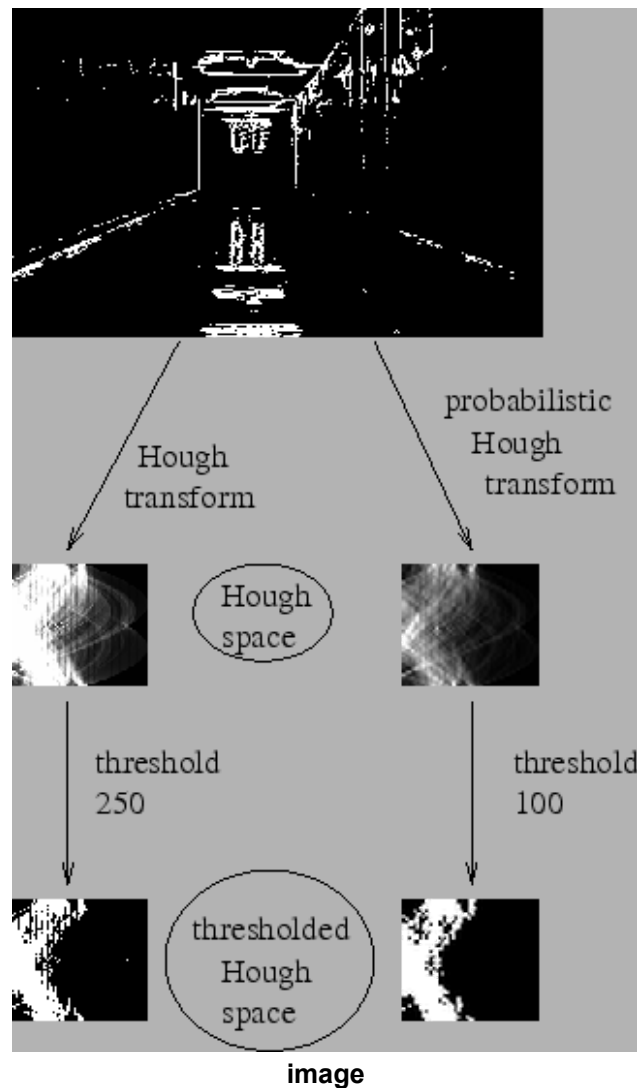 probabilistic
Hough
transform
Hough
transform
Hough
space
threshold
250
threshold
100
thresholded
Hough
space
image